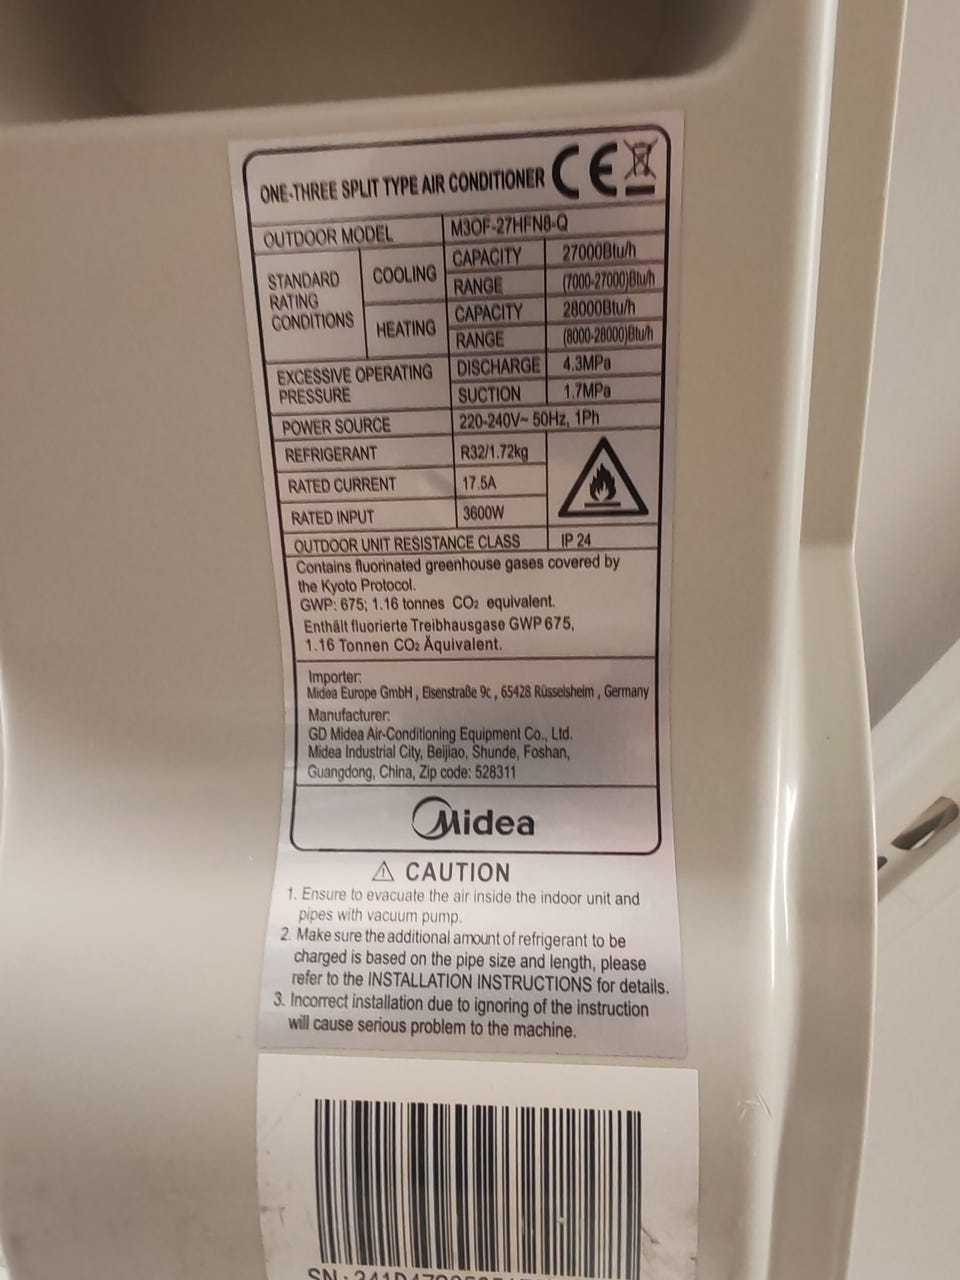 ONE-THREE SPLIT TYPE AIR CONDITIONER CE
OUTDOOR MODEL M3OF-27HFN8-Q
STANDARD RATING CONDITIONS COOLING CAPACITY 27000Btu/h
RANGE (7000-27000)Btu/h
HEATING CAPACITY 28000Btu/h
RANGE (8000-28000)Btu/h
EXCESSIVE OPERATING PRESSURE DISCHARGE 4.3MPa
SUCTION 1.7MPa
POWER SOURCE 220-240V~ 50Hz, 1Ph
REFRIGERANT R32/1.72kg
RATED CURRENT 17.5A
RATED INPUT 3600W
OUTDOOR UNIT RESISTANCE CLASS IP 24
Contains fluorinated greenhouse gases covered by
the Kyoto Protocol.
GWP: 675; 1.16 tonnes CO₂ equivalent.
Enthält fluorierte Treibhausgase GWP 675,
1.16 Tonnen CO₂ Äquivalent.
Importer:
Midea Europe GmbH , Eisenstraße 9c , 65428 Rüsselsheim , Germany
Manufacturer:
GD Midea Air-Conditioning Equipment Co., Ltd.
Midea Industrial City, Beijiao, Shunde, Foshan,
Guangdong, China, Zip code: 528311
Midea
CAUTION
1. Ensure to evacuate the air inside the indoor unit and
pipes with vacuum pump.
2. Make sure the additional amount of refrigerant to be
charged is based on the pipe size and length, please
refer to the INSTALLATION INSTRUCTIONS for details.
3. Incorrect installation due to ignoring of the instruction
will cause serious problem to the machine.
SN: